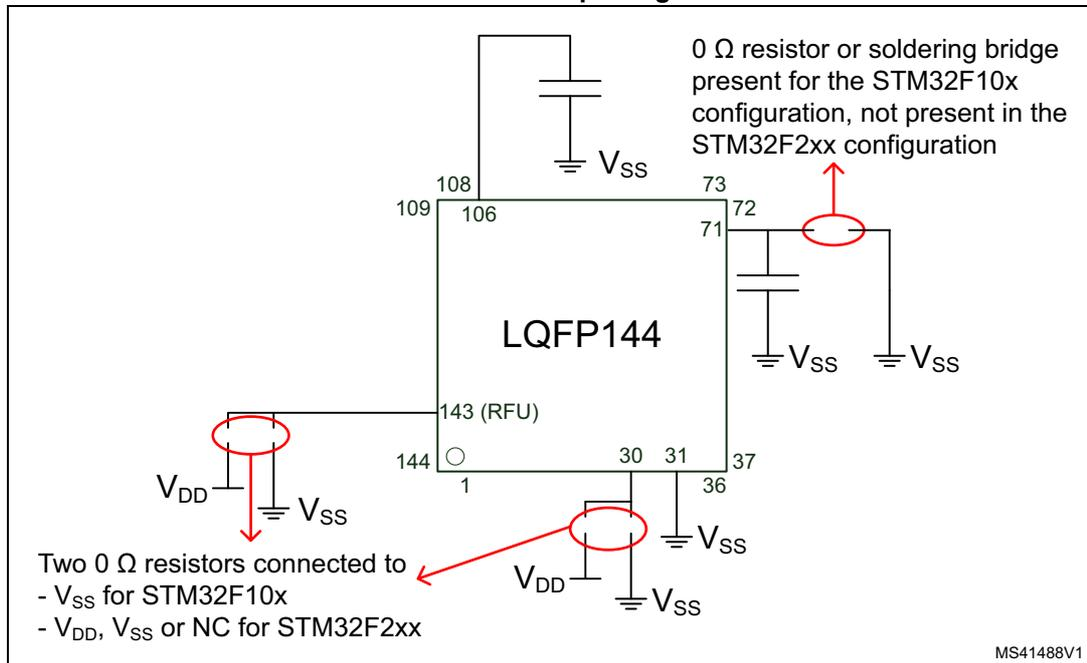 0 Ω resistor or soldering bridge
present for the STM32F10x
configuration, not present in the
STM32F2xx configuration
VSS
108
73
109
106
72
71
LQFP144
VSS
VSS
143 (RFU)
144
30
31
37
1
36
VDD
VSS
VSS
VDD
VSS
Two 0 Ω resistors connected to
- VSS for STM32F10x
- VDD, VSS or NC for STM32F2xx
MS41488V1